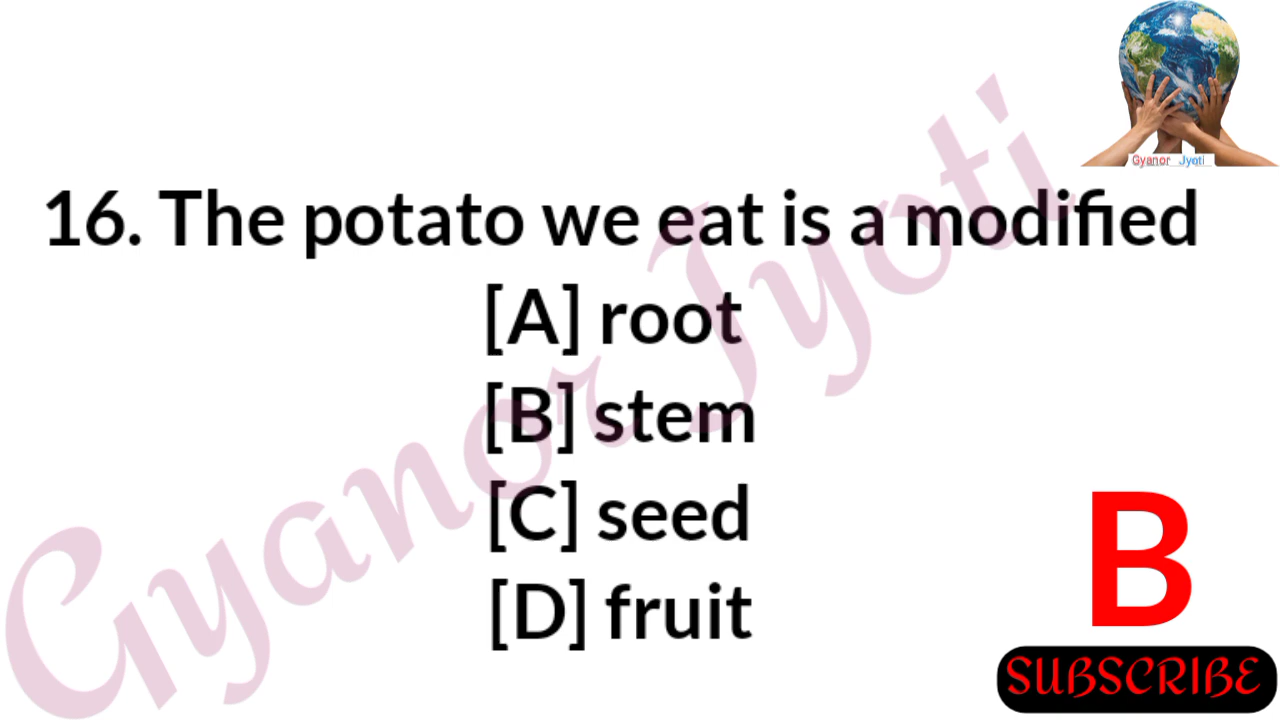 Gyanor Jyoti
16. The potato we eat is a modified
[A] root
[B] stem
[C] seed
[D] fruit
B
SUBSCRIBE
Gyanor Jyoti